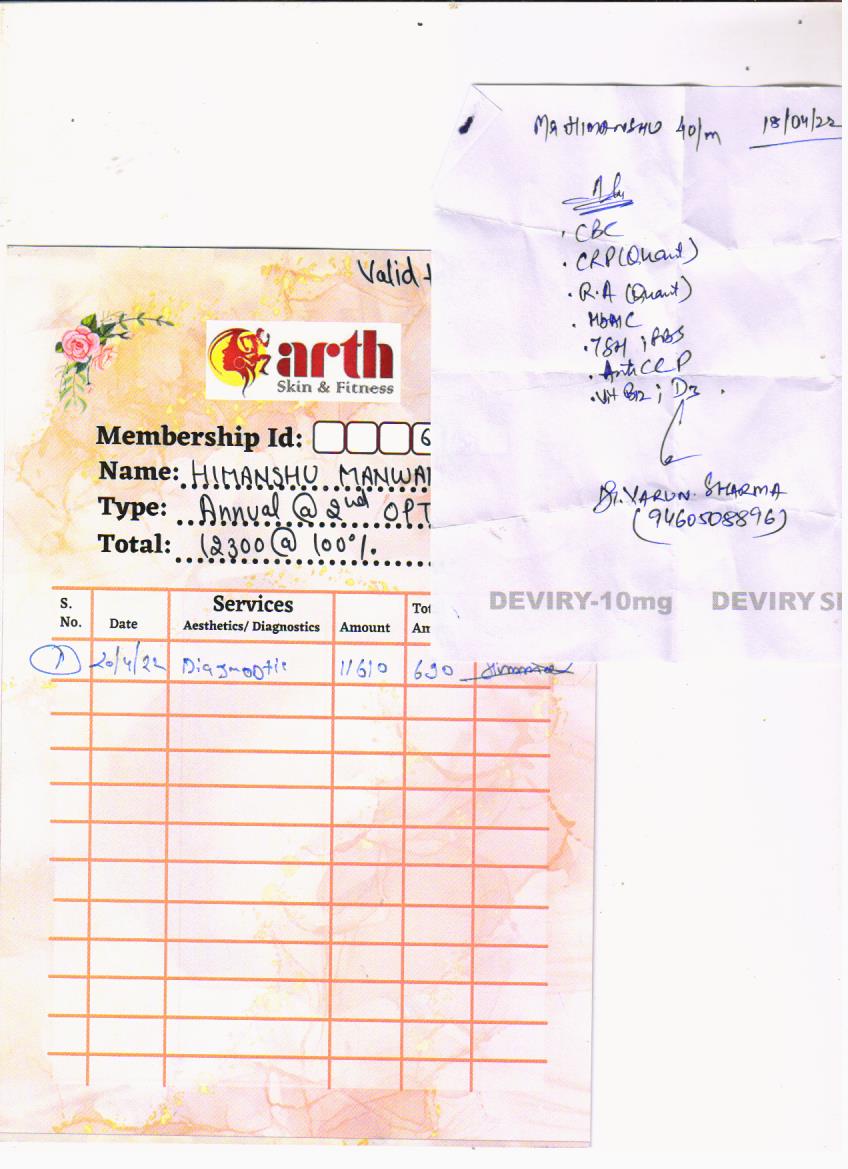 Mr HIMANSHU 40/m 18/04/22
Adv
. CBC
. CRP (Quant)
. R.A (Quant)
. HbA1C
. TSH ; RBS
. Anti CCP
. Vit B12 ; D3 .
Dr. VARUN SHARMA
(9460508896)
DEVIRY-10mg DEVIRY S
Valid
arth
Skin & Fitness
Membership Id: 6
Name: HIMANSHU MANWA
Type: Annual @ 2nd OPT
Total: 12300 @ 100%
S. No. Date Services Aesthetics/ Diagnostics Amount Tot Am
1 20/4/22 Diagnostic 11610 690